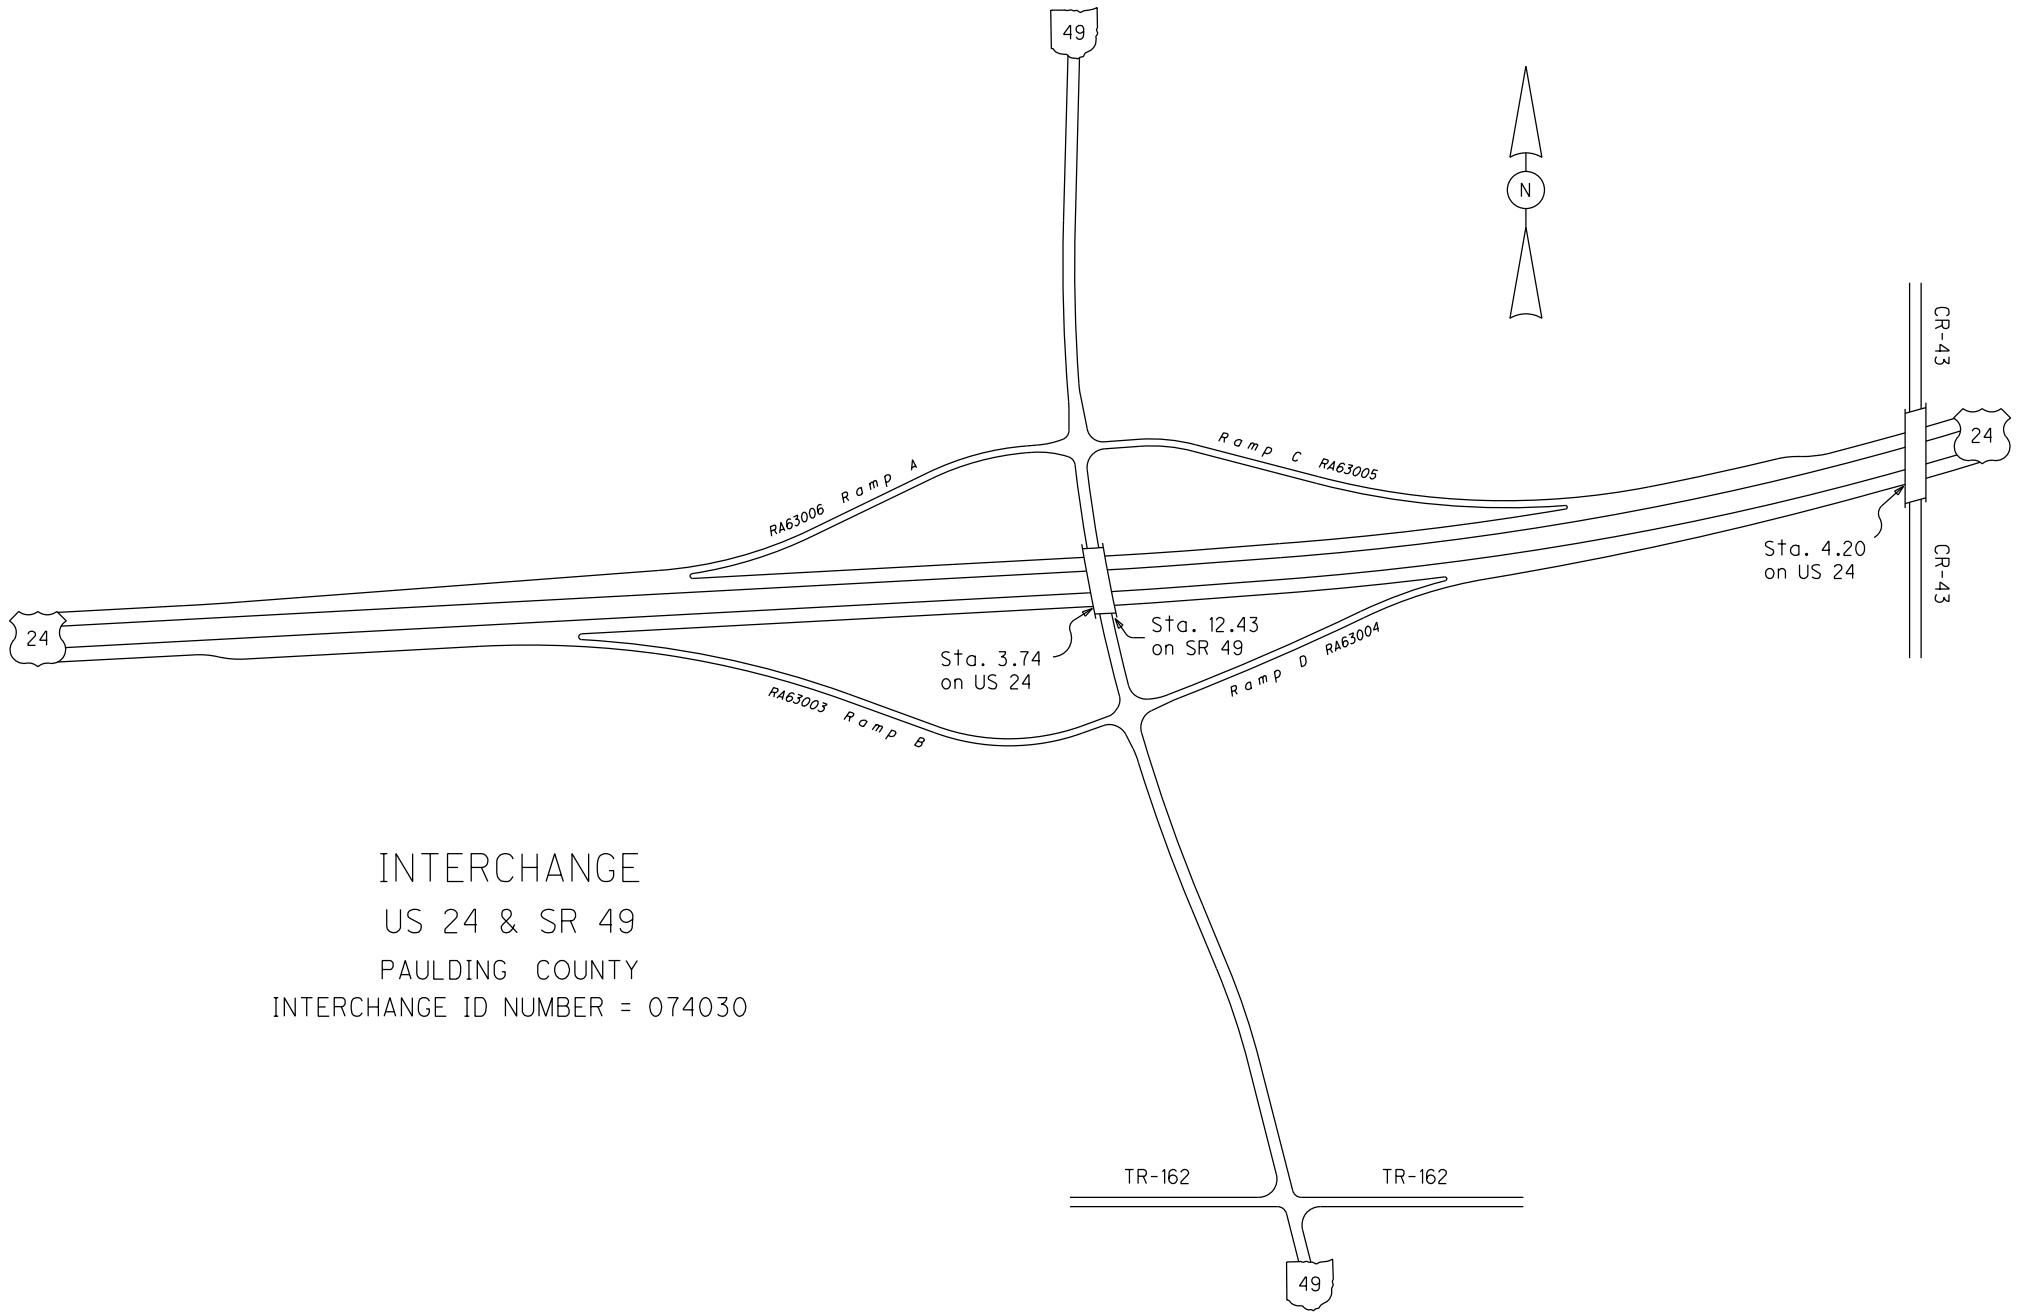 49
N
CR-43
24
Ramp C RA63005
RA63006 Ramp A
Sta. 4.20
on US 24
CR-43
24
Sta. 12.43
on SR 49
Sta. 3.74
on US 24
Ramp D RA63004
RA63003 Ramp B
INTERCHANGE
US 24 & SR 49
PAULDING COUNTY
INTERCHANGE ID NUMBER = 074030
TR-162
TR-162
49